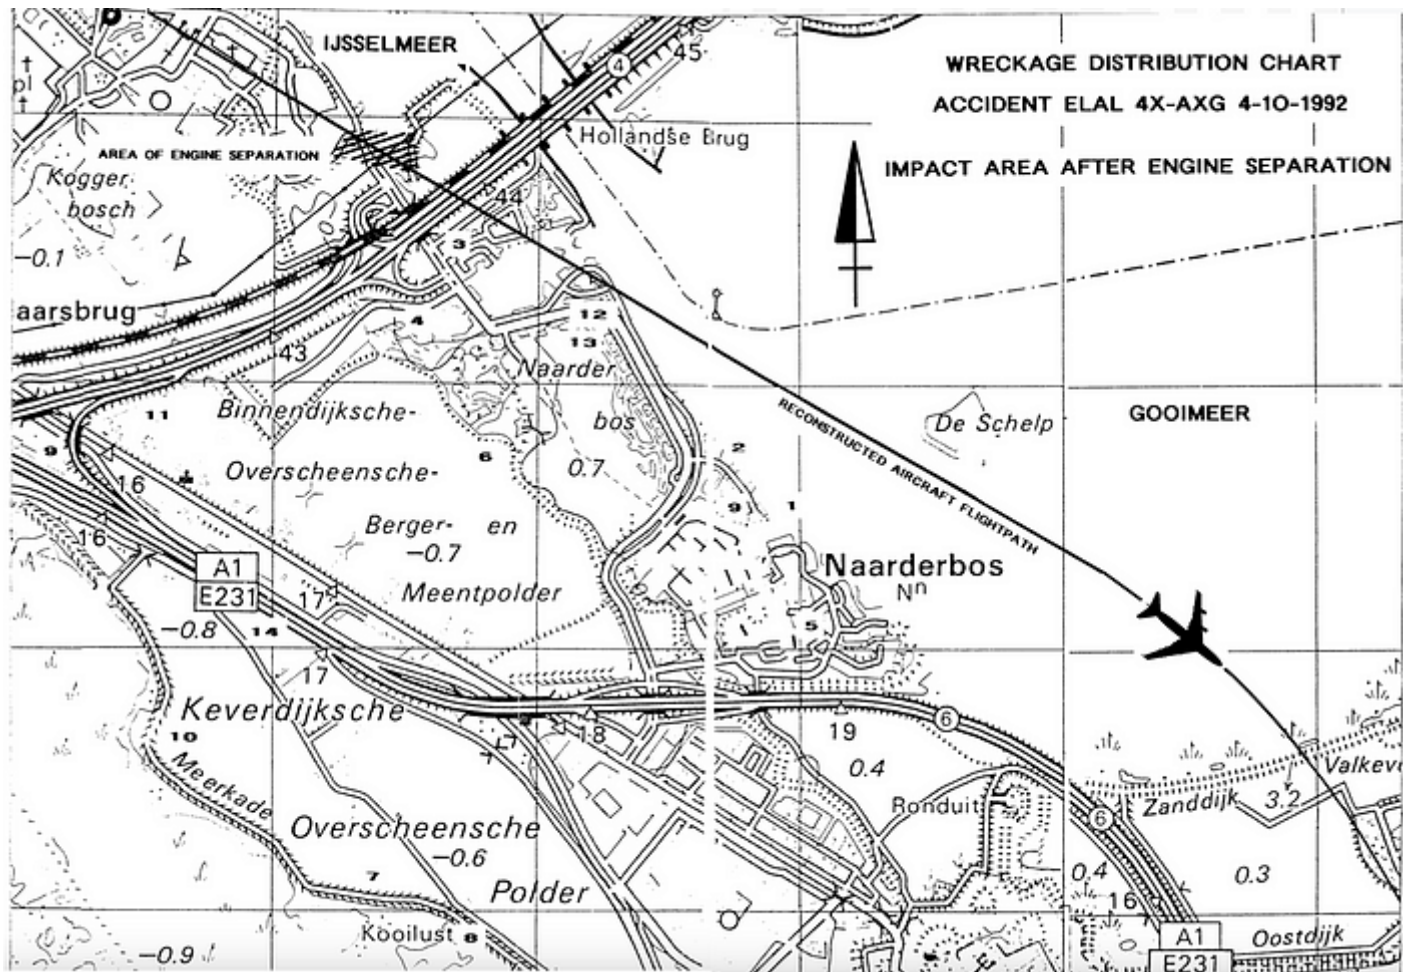 IJSSELMEER
4
45
WRECKAGE DISTRIBUTION CHART
ACCIDENT ELAL 4X-AXG 4-10-1992
IMPACT AREA AFTER ENGINE SEPARATION
pl
Hollandse Brug
AREA OF ENGINE SEPARATION
Kogger
bosch
44
3
-0.1
aarsbrug
4
12
13
43
Naarder
bos
Binnendijksche-
11
De Schelp
GOOIMEER
RECONSTRUCTED AIRCRAFT FLIGHTPATH
9
6
2
Overscheensche-
0.7
16
16
9
1
Berger- en
-0.7
Meentpolder
A1
E231
17
Naarderbos
Nn
-0.8
14
5
17
Keverdijksche
10
18
19
6
0.4
Meerkade
Valkev
Ronduit
Zanddijk
3.2
6
Overscheensche
-0.6
Polder
7
0.4
0.3
16
Kooilust
8
-0.9
A1
E231
Oostdijk